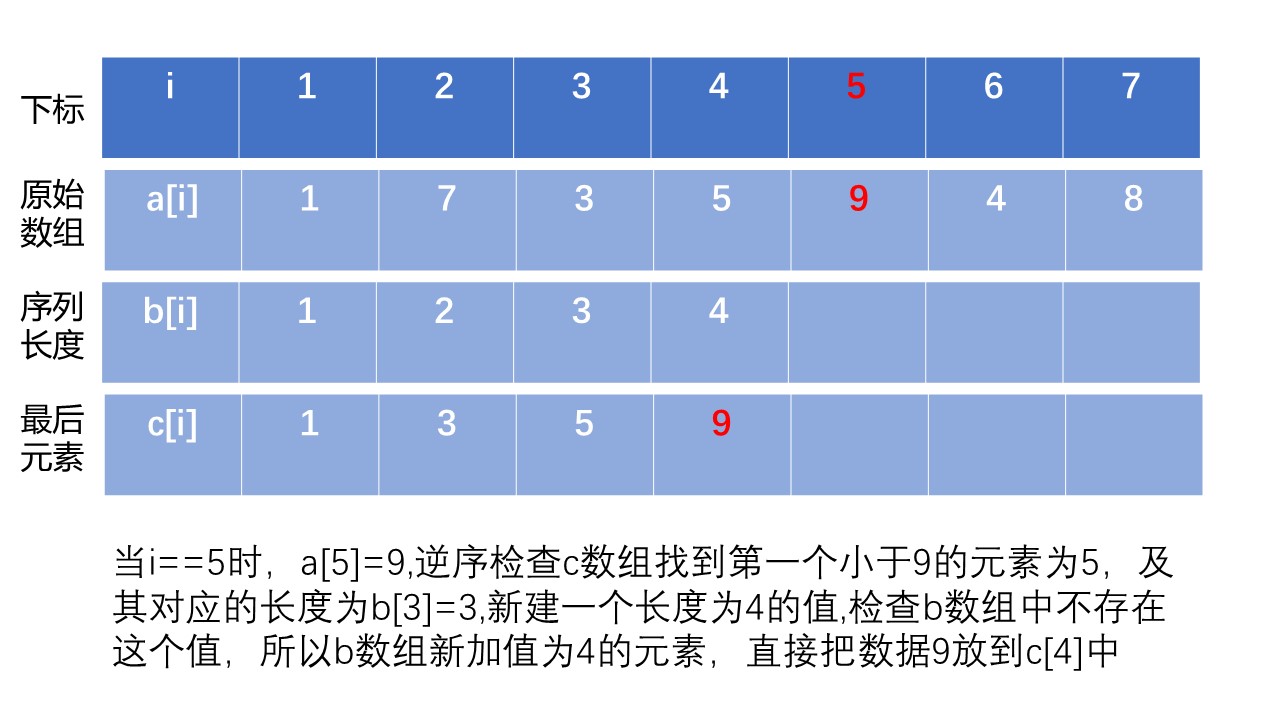 下标 i 1 2 3 4 5 6 7
原始
数组 a[i] 1 7 3 5 9 4 8
序列
长度 b[i] 1 2 3 4
最后
元素 c[i] 1 3 5 9
当i==5时，a[5]=9,逆序检查c数组找到第一个小于9的元素为5，及
其对应的长度为b[3]=3,新建一个长度为4的值,检查b数组中不存在
这个值，所以b数组新加值为4的元素，直接把数据9放到c[4]中